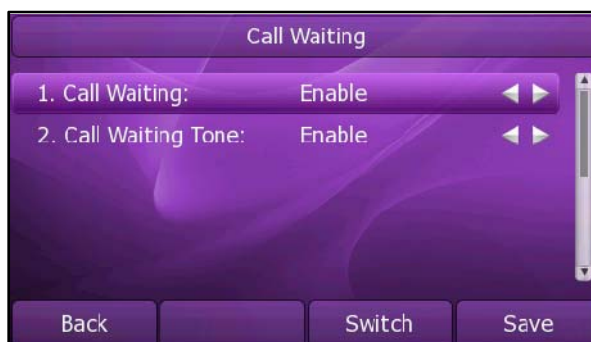 Call Waiting
1. Call Waiting: Enable
2. Call Waiting Tone: Enable
Back Switch Save